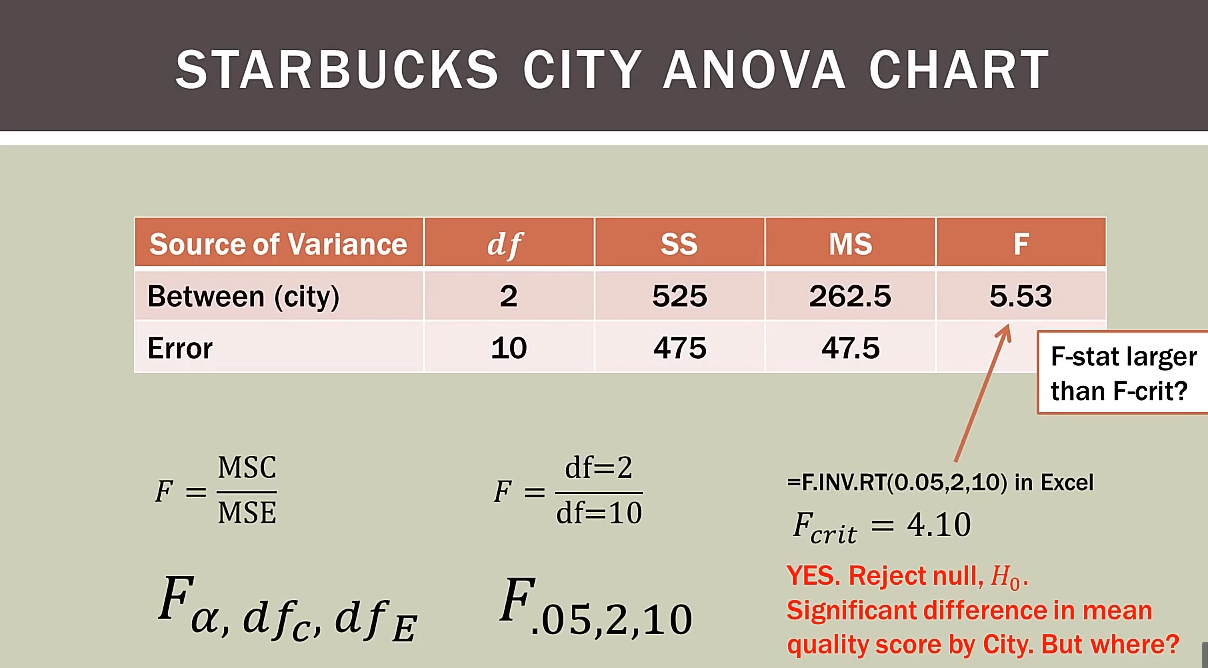 STARBUCKS CITY ANOVA CHART
Source of Variance df SS MS F
Between (city) 2 525 262.5 5.53
Error 10 475 47.5
F-stat larger
than F-crit?
F = MSC/MSE
F = df=2/df=10
=F.INV.RT(0.05,2,10) in Excel
F_crit = 4.10
F_α, df_C, df_E
F_.05,2,10
YES. Reject null, H₀.
Significant difference in mean
quality score by City. But where?